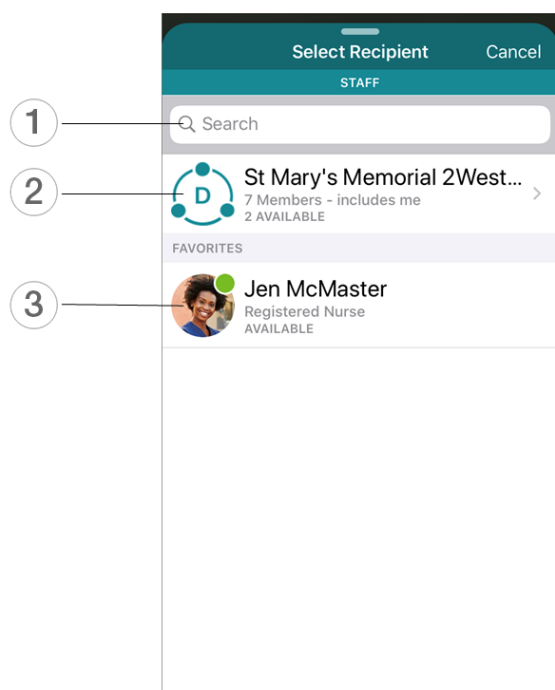 Select Recipient Cancel
STAFF
1 Search
2 D St Mary's Memorial 2West...
7 Members - includes me
2 AVAILABLE
FAVORITES
3 Jen McMaster
Registered Nurse
AVAILABLE